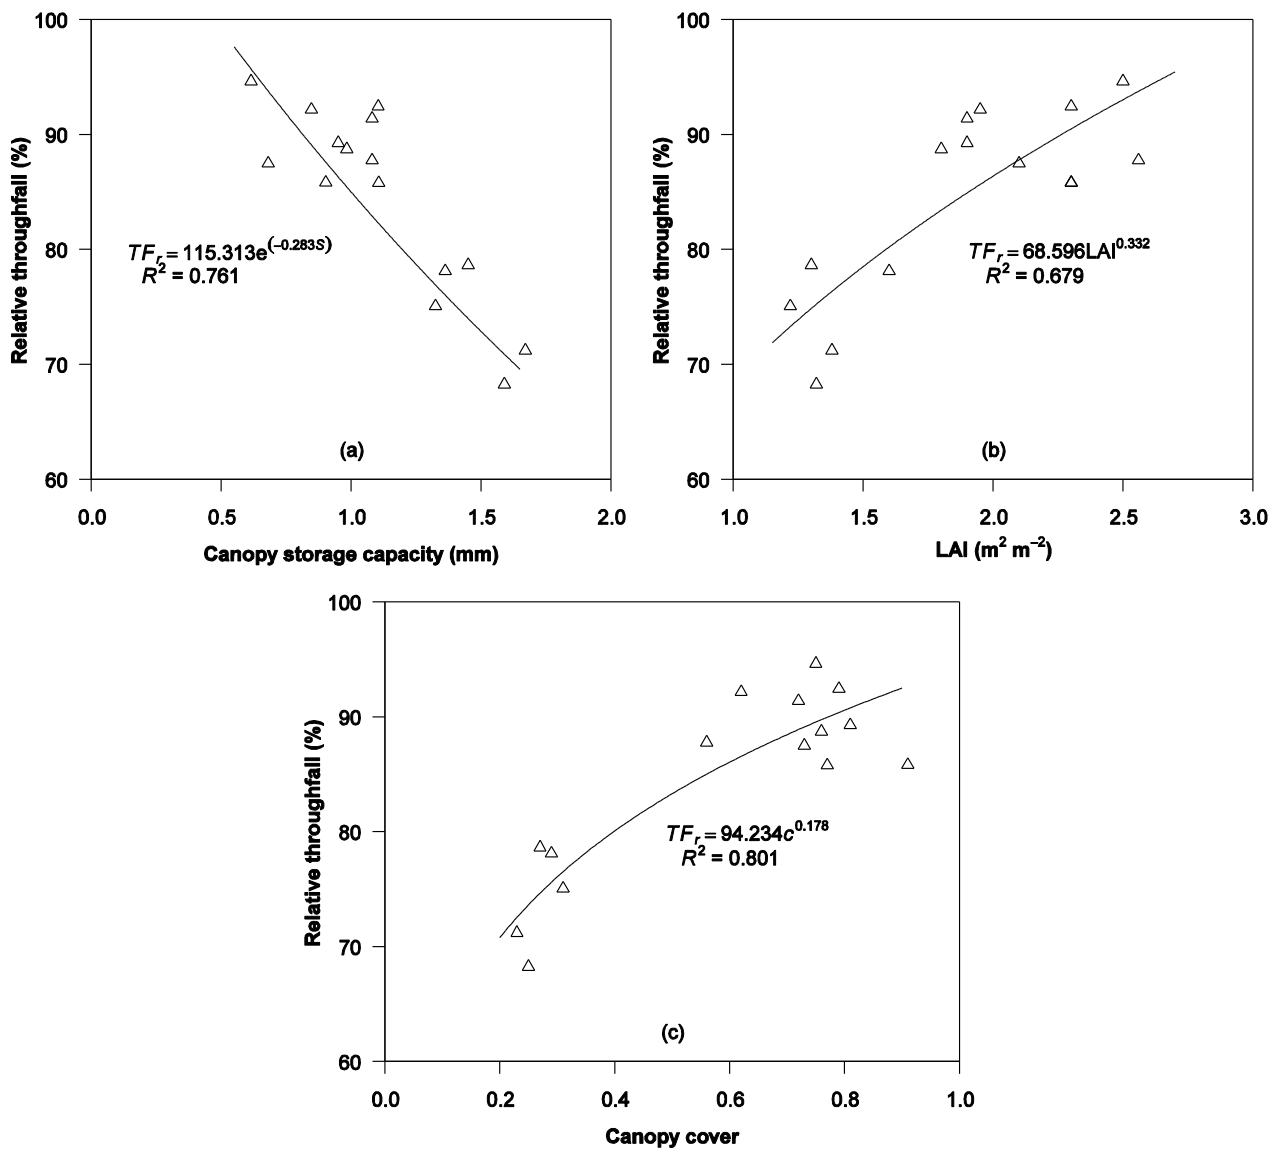 100
90
80
70
60
Relative throughfall (%)
TFr = 115.313e(−0.283S)
R2 = 0.761
(a)
0.0 0.5 1.0 1.5 2.0
Canopy storage capacity (mm)
100
90
80
70
60
Relative throughfall (%)
TFr = 68.596LAI0.332
R2 = 0.679
(b)
1.0 1.5 2.0 2.5 3.0
LAI (m2 m−2)
100
90
80
70
60
Relative throughfall (%)
TFr = 94.234c0.178
R2 = 0.801
(c)
0.0 0.2 0.4 0.6 0.8 1.0
Canopy cover